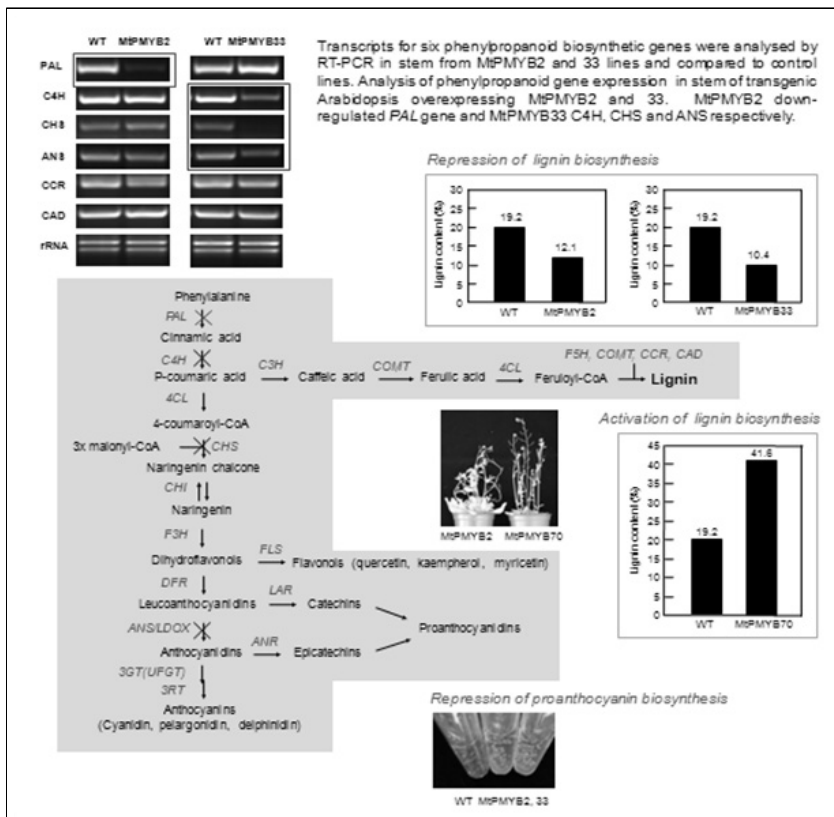 WT MtPMYB2 WT MtPMYB33
PAL
C4H
CHS
ANS
CCR
CAD
rRNA
Transcripts for six phenylpropanoid biosynthetic genes were analysed by
RT-PCR in stem from MtPMYB2 and 33 lines and compared to control
lines. Analysis of phenylpropanoid gene expression in stem of transgenic
Arabidopsis overexpressing MtPMYB2 and 33. MtPMYB2 down-
regulated PAL gene and MtPMYB33 C4H, CHS and ANS respectively.
Repression of lignin biosynthesis
Lignin content (%)
30
25
20
15
10
5
0
19.2
12.1
WT MtPMYB2
Lignin content (%)
30
25
20
15
10
5
0
19.2
10.4
WT MtPMYB33
Phenylalanine
PAL
Cinnamic acid
C4H
P-coumaric acid
C3H
Caffeic acid
COMT
Ferulic acid
4CL
Feruloyl-CoA
F5H, COMT, CCR, CAD
Lignin
4CL
4-coumaroyl-CoA
3x malonyl-CoA
CHS
Naringenin chalcone
CHI
Naringenin
F3H
Dihydroflavonols
FLS
Flavonols (quercetin, kaempferol, myricetin)
DFR
Leucoanthocyanidins
LAR
Catechins
Proanthocyanidins
ANS/LDOX
Anthocyanidins
ANR
Epicatechins
3GT(UFGT)
3RT
Anthocyanins
(Cyanidin, pelargonidin, delphinidin)
MtPMYB2 MtPMYB70
Activation of lignin biosynthesis
Lignin content (%)
45
40
35
30
25
20
15
10
5
0
19.2
41.6
WT MtPMYB70
Repression of proanthocyanin biosynthesis
WT MtPMYB2, 33